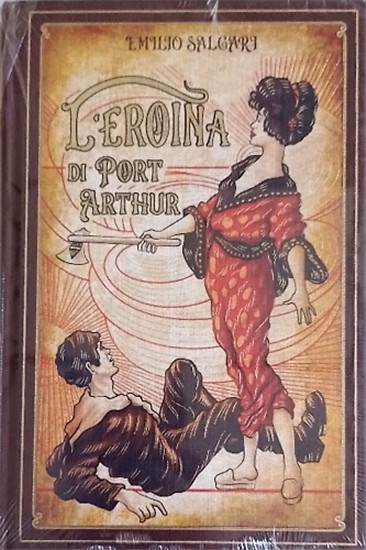 EMILIO SALGARI
L'EROINA
DI PORT
ARTHUR